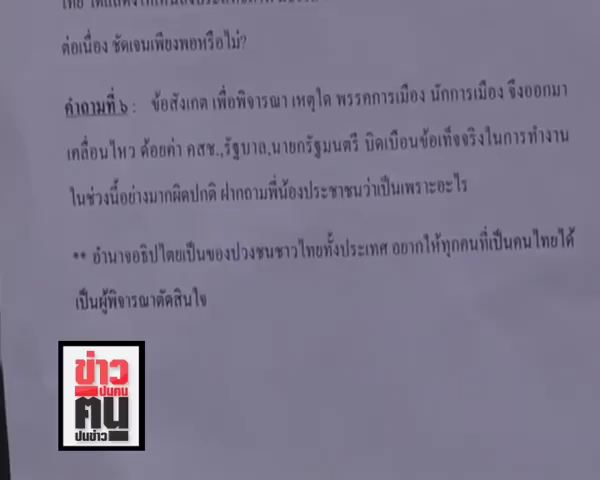 ต่อเนื่อง ชัดเจนเพียงพอหรือไม่?
คำถามที่ ๖ : ข้อสังเกต เพื่อพิจารณา เหตุใด พรรคการเมือง นักการเมือง จึงออกมา
เคลื่อนไหว ด้อยค่า คสช.,รัฐบาล,นายกรัฐมนตรี บิดเบือนข้อเท็จจริงในการทำงาน
ในช่วงนี้อย่างมากผิดปกติ ฝากถามพี่น้องประชาชนว่าเป็นเพราะอะไร
** อำนาจอธิปไตยเป็นของปวงชนชาวไทยทั้งประเทศ อยากให้ทุกคนที่เป็นคนไทยได้
เป็นผู้พิจารณาตัดสินใจ
ข่าว
ปนคน
คน
ปนข่าว